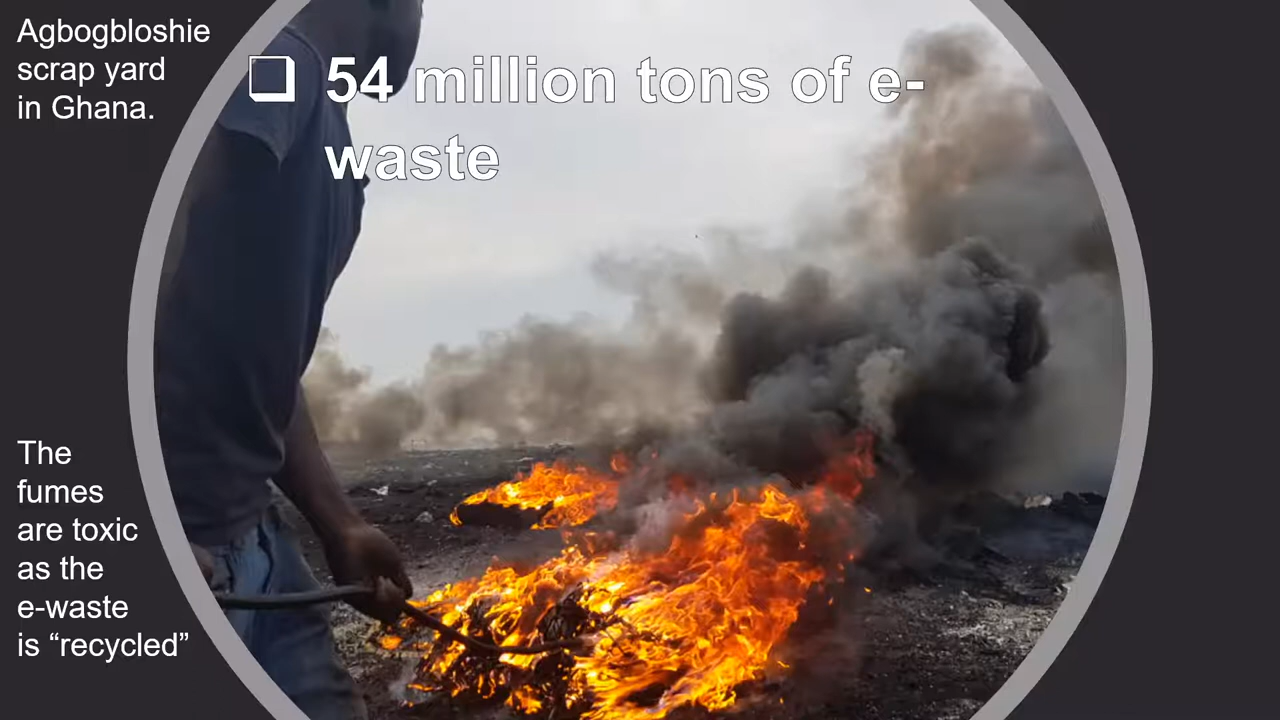 Agbogbloshie
scrap yard
in Ghana.
❑ 54 million tons of e-
waste
The
fumes
are toxic
as the
e-waste
is “recycled”